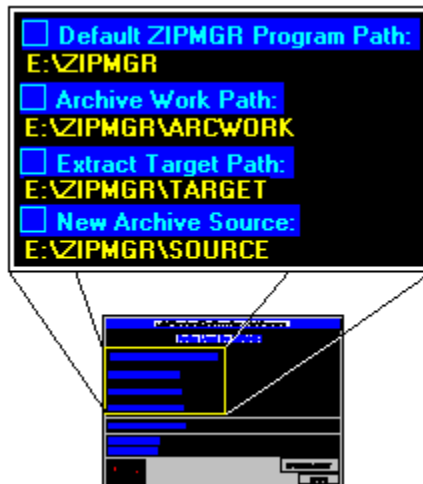 Default ZIPMGR Program Path:
E:\ZIPMGR
Archive Work Path:
E:\ZIPMGR\ARCWORK
Extract Target Path:
E:\ZIPMGR\TARGET
New Archive Source:
E:\ZIPMGR\SOURCE